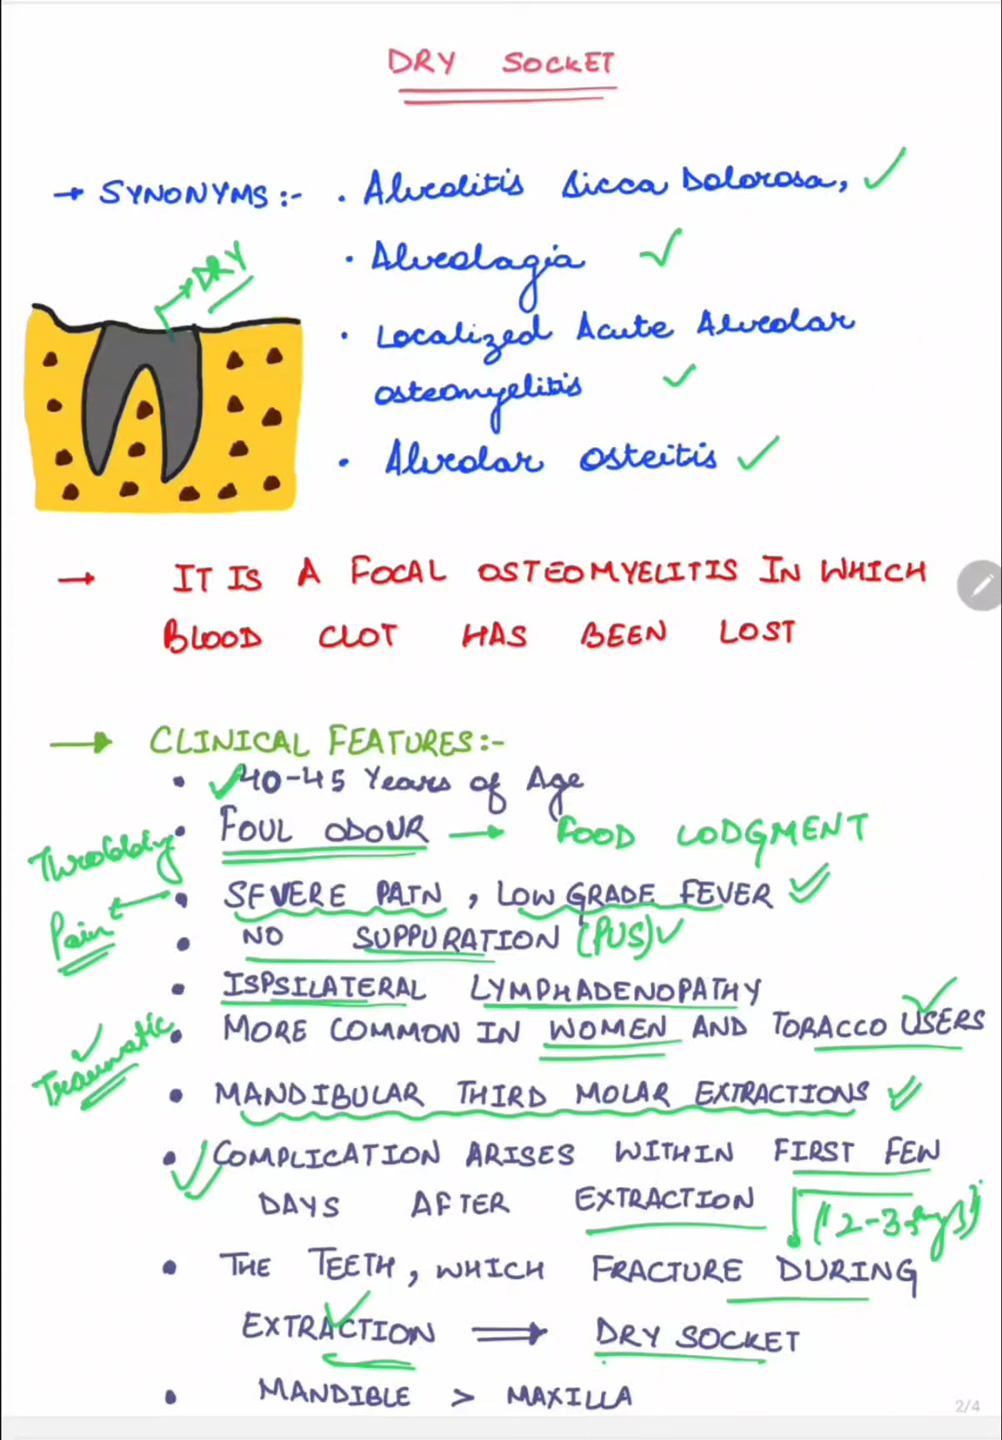 DRY SOCKET
→ SYNONYMS:- • Alveolitis Sicca Dolorosa,
DRY
• Alveolagia
• Localized Acute Alveolar
osteomyelitis
• Alveolar Osteitis
→ IT IS A FOCAL OSTEOMYELITIS IN WHICH
BLOOD CLOT HAS BEEN LOST
→ CLINICAL FEATURES:-
• 40-45 Years of Age
• FOUL ODOUR → FOOD LODGMENT
Throbbing
Pain
• SEVERE PAIN, LOW GRADE FEVER
• NO SUPPURATION (PUS)
• ISPSILATERAL LYMPHADENOPATHY
• MORE COMMON IN WOMEN AND TOBACCO USERS
Traumatic
• MANDIBULAR THIRD MOLAR EXTRACTIONS
• COMPLICATION ARISES WITHIN FIRST FEW
DAYS AFTER EXTRACTION (2-3 days)
• THE TEETH, WHICH FRACTURE DURING
EXTRACTION ⟹ DRY SOCKET
• MANDIBLE > MAXILLA
2/4